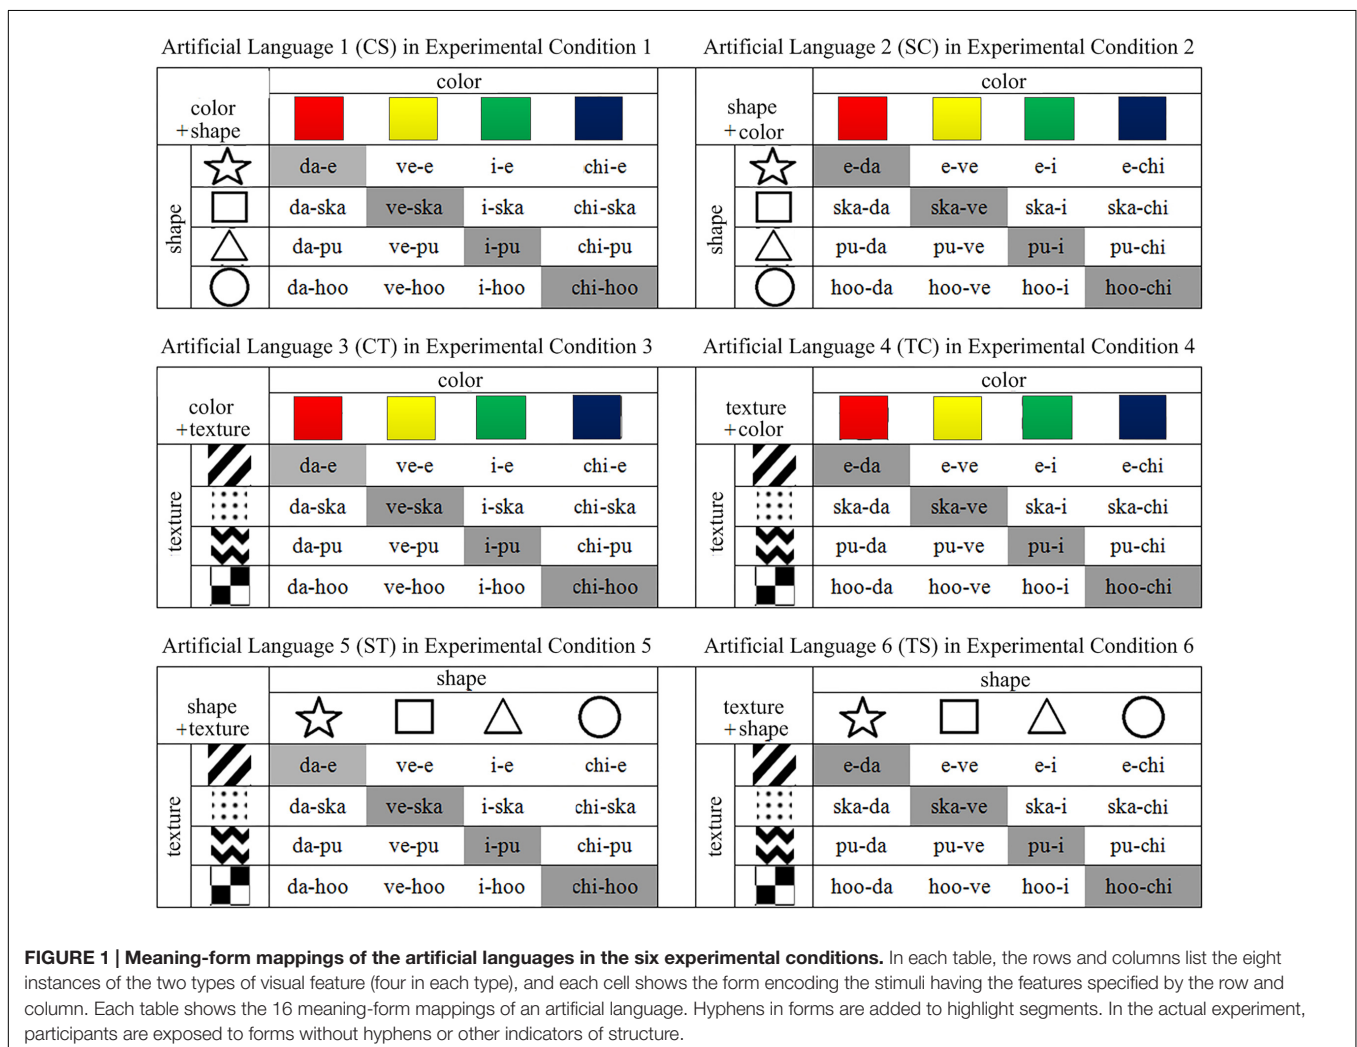 Artificial Language 1 (CS) in Experimental Condition 1
color
color
+shape
shape
da-e ve-e i-e chi-e
da-ska ve-ska i-ska chi-ska
da-pu ve-pu i-pu chi-pu
da-hoo ve-hoo i-hoo chi-hoo
Artificial Language 2 (SC) in Experimental Condition 2
color
shape
+color
shape
e-da e-ve e-i e-chi
ska-da ska-ve ska-i ska-chi
pu-da pu-ve pu-i pu-chi
hoo-da hoo-ve hoo-i hoo-chi
Artificial Language 3 (CT) in Experimental Condition 3
color
color
+texture
texture
da-e ve-e i-e chi-e
da-ska ve-ska i-ska chi-ska
da-pu ve-pu i-pu chi-pu
da-hoo ve-hoo i-hoo chi-hoo
Artificial Language 4 (TC) in Experimental Condition 4
color
texture
+color
texture
e-da e-ve e-i e-chi
ska-da ska-ve ska-i ska-chi
pu-da pu-ve pu-i pu-chi
hoo-da hoo-ve hoo-i hoo-chi
Artificial Language 5 (ST) in Experimental Condition 5
shape
shape
+texture
texture
da-e ve-e i-e chi-e
da-ska ve-ska i-ska chi-ska
da-pu ve-pu i-pu chi-pu
da-hoo ve-hoo i-hoo chi-hoo
Artificial Language 6 (TS) in Experimental Condition 6
shape
texture
+shape
texture
e-da e-ve e-i e-chi
ska-da ska-ve ska-i ska-chi
pu-da pu-ve pu-i pu-chi
hoo-da hoo-ve hoo-i hoo-chi
FIGURE 1 | Meaning-form mappings of the artificial languages in the six experimental conditions. In each table, the rows and columns list the eight
instances of the two types of visual feature (four in each type), and each cell shows the form encoding the stimuli having the features specified by the row and
column. Each table shows the 16 meaning-form mappings of an artificial language. Hyphens in forms are added to highlight segments. In the actual experiment,
participants are exposed to forms without hyphens or other indicators of structure.